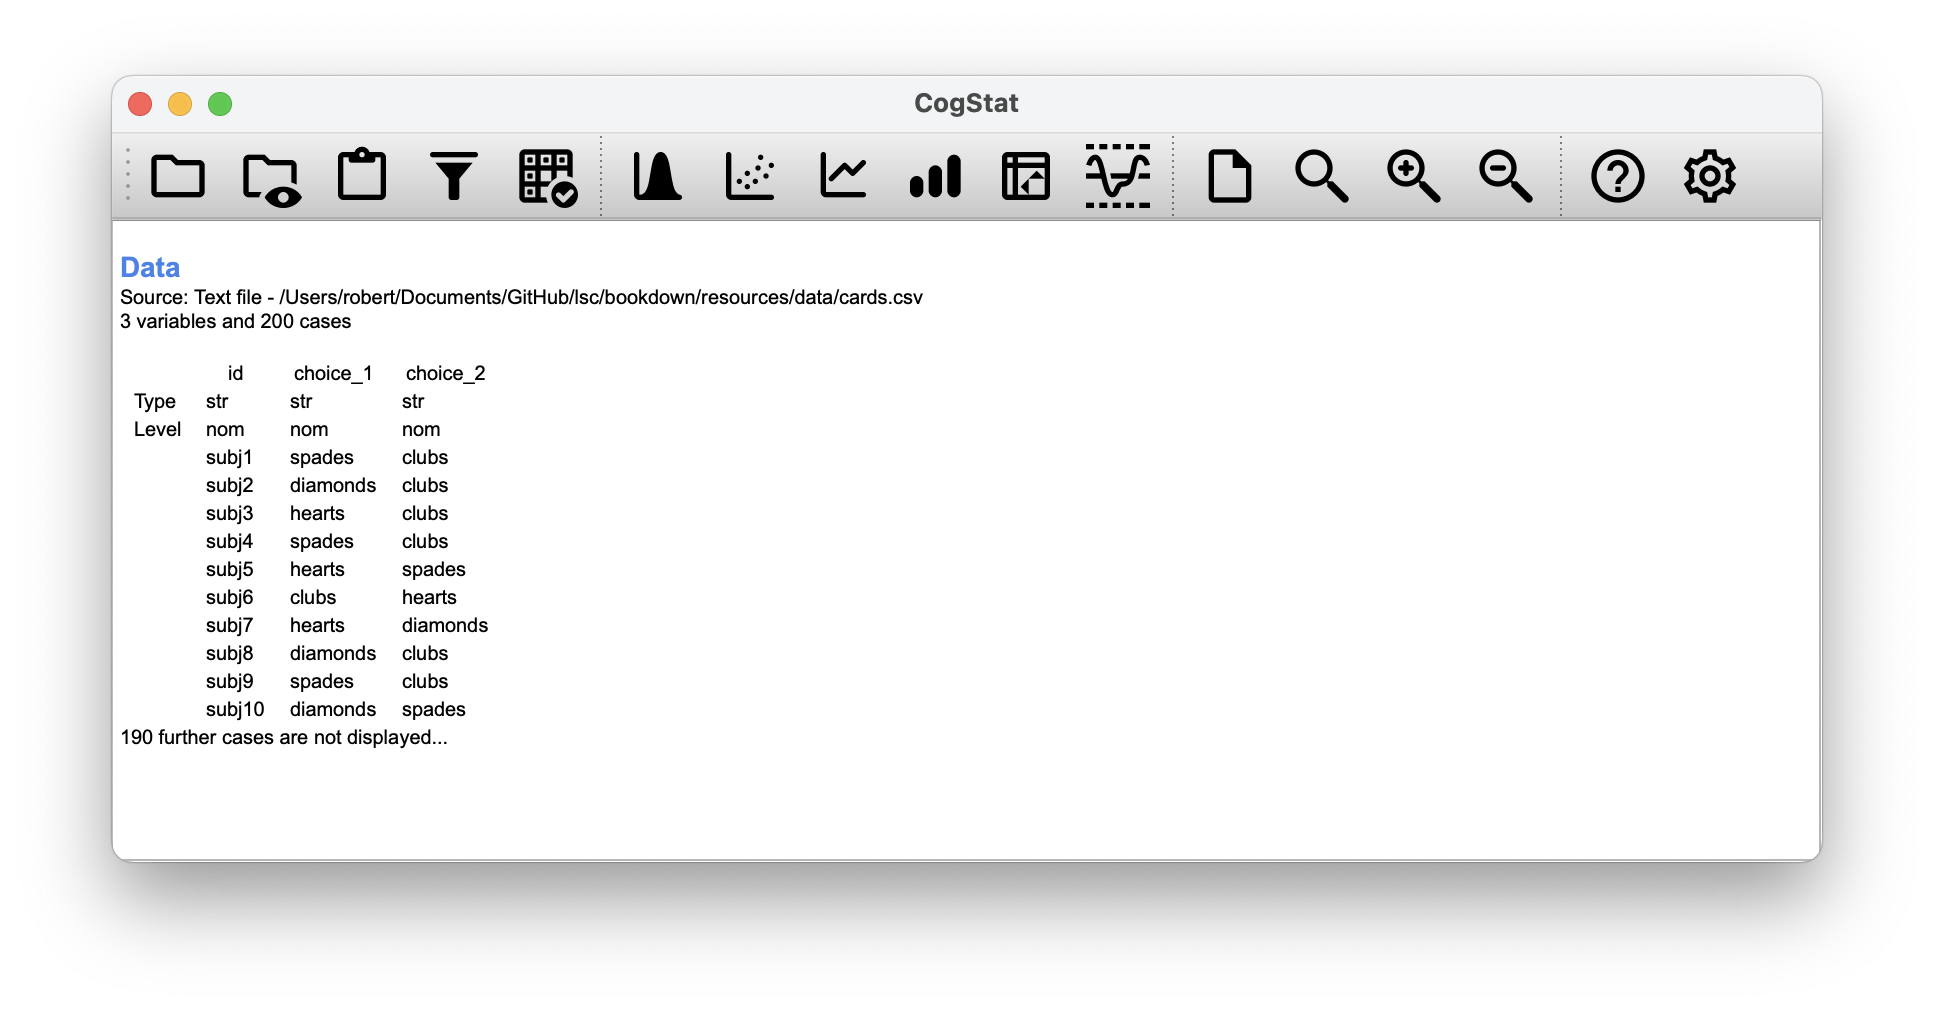 CogStat
Data
Source: Text file - /Users/robert/Documents/GitHub/lsc/bookdown/resources/data/cards.csv
3 variables and 200 cases
id choice_1 choice_2
Type str str str
Level nom nom nom
subj1 spades clubs
subj2 diamonds clubs
subj3 hearts clubs
subj4 spades clubs
subj5 hearts spades
subj6 clubs hearts
subj7 hearts diamonds
subj8 diamonds clubs
subj9 spades clubs
subj10 diamonds spades
190 further cases are not displayed...